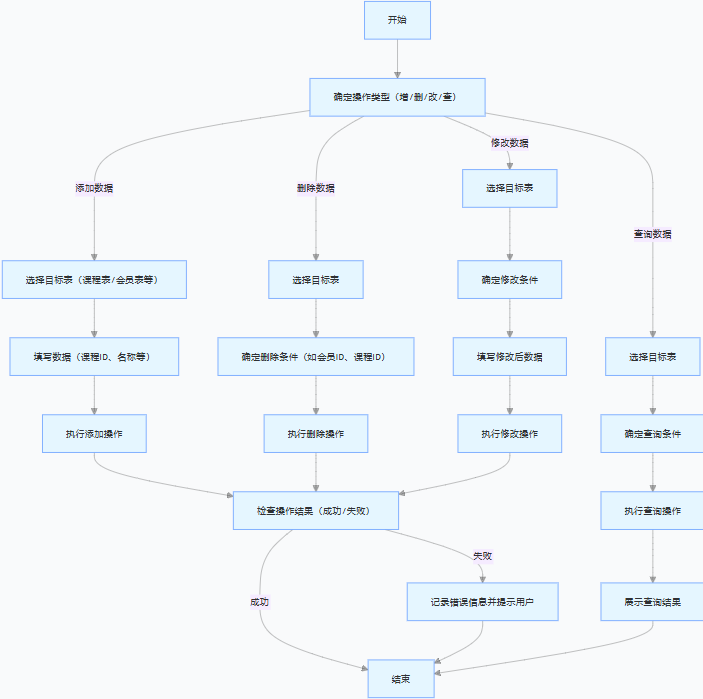 开始
确定操作类型（增/删/改/查）
修改数据
添加数据
删除数据
选择目标表
查询数据
选择目标表（课程表/会员表等）
选择目标表
确定修改条件
填写数据（课程ID、名称等）
确定删除条件（如会员ID、课程ID）
填写修改后数据
选择目标表
执行添加操作
执行删除操作
执行修改操作
确定查询条件
检查操作结果（成功/失败）
执行查询操作
失败
成功
记录错误信息并提示用户
展示查询结果
结束